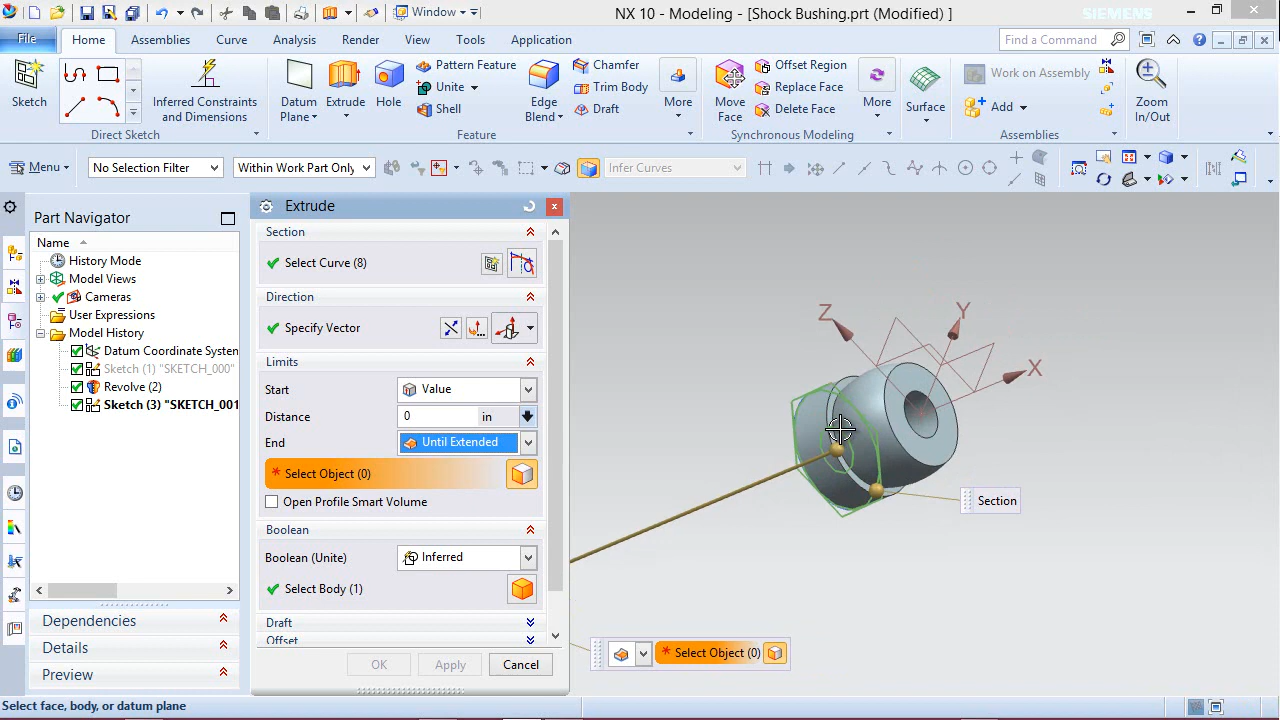 NX 10 - Modeling - [Shock Bushing.prt (Modified) ]
SIEMENS
Window
File
Home
Assemblies
Curve
Analysis
Render
View
Tools
Application
Find a Command
Sketch
Inferred Constraints
and Dimensions
Direct Sketch
Datum
Plane
Extrude
Hole
Pattern Feature
Unite
Shell
Edge
Blend
Chamfer
Trim Body
Draft
More
Feature
Move
Face
Offset Region
Replace Face
Delete Face
More
Synchronous Modeling
Surface
Work on Assembly
Add
Assemblies
Zoom
In/Out
Menu
No Selection Filter
Within Work Part Only
Infer Curves
Part Navigator
Name
History Mode
Model Views
Cameras
User Expressions
Model History
Datum Coordinate System
Sketch (1) "SKETCH_000"
Revolve (2)
Sketch (3) "SKETCH_001
Dependencies
Details
Preview
Extrude
Section
Select Curve (8)
Direction
Specify Vector
Limits
Start
Value
Distance
0
in
End
Until Extended
* Select Object (0)
Open Profile Smart Volume
Boolean
Boolean (Unite)
Inferred
Select Body (1)
Draft
Offset
OK
Apply
Cancel
Z
Y
X
Section
* Select Object (0)
Select face, body, or datum plane